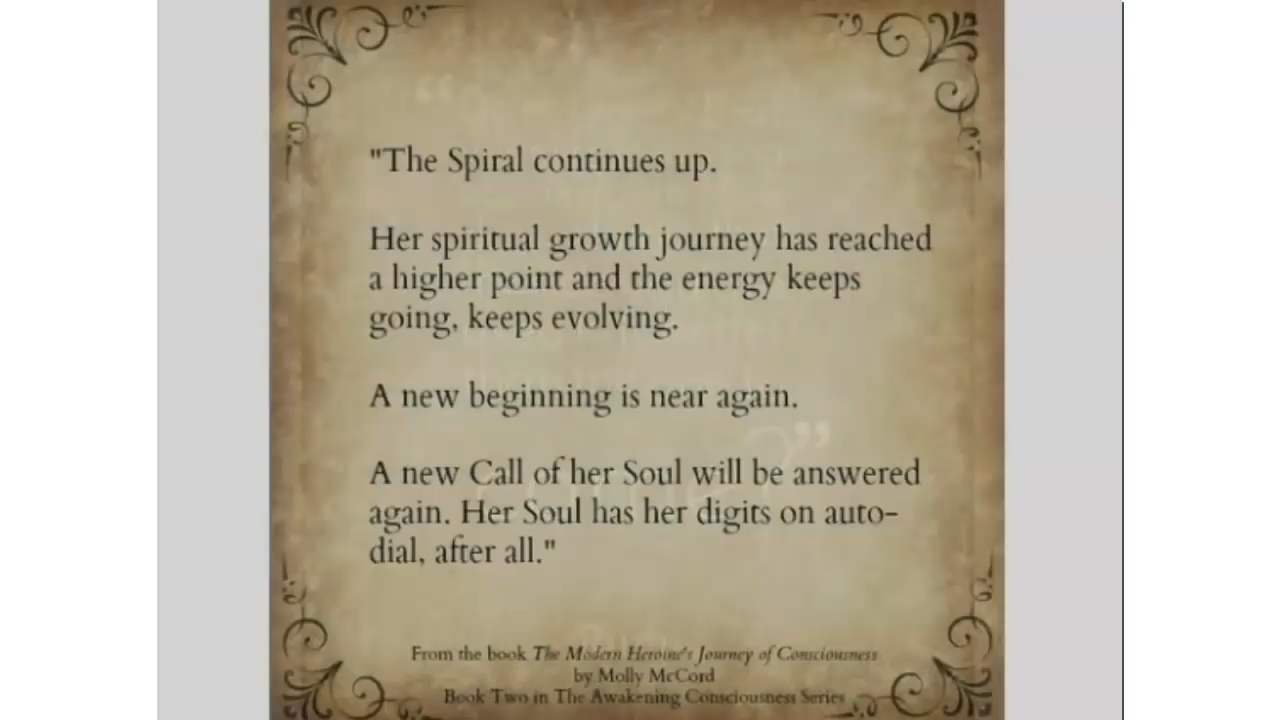 "The Spiral continues up.
Her spiritual growth journey has reached
a higher point and the energy keeps
going, keeps evolving.
A new beginning is near again.
A new Call of her Soul will be answered
again. Her Soul has her digits on auto-
dial, after all."
From the book The Modern Heroine's Journey of Consciousness
by Molly McCord
Book Two in The Awakening Consciousness Series